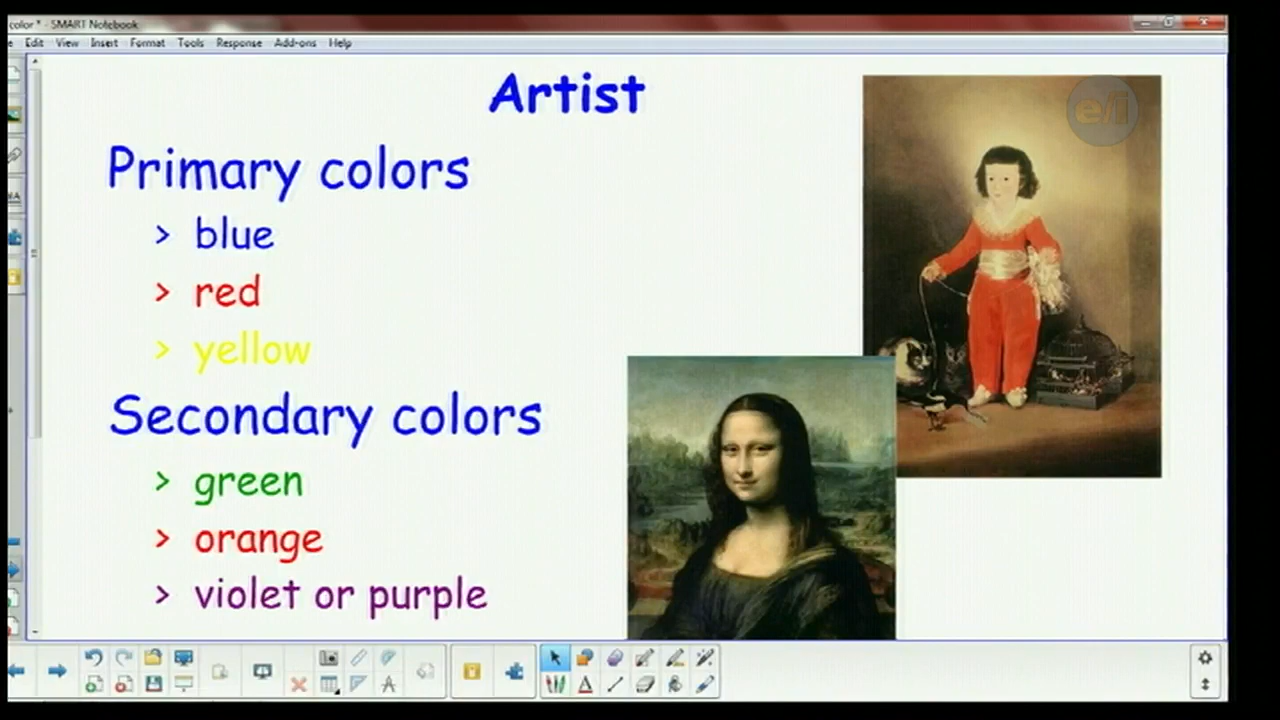 color * - SMART Notebook
Edit View Insert Format Tools Response Add-ons Help
Artist
Primary colors
> blue
> red
> yellow
Secondary colors
> green
> orange
> violet or purple
e/i